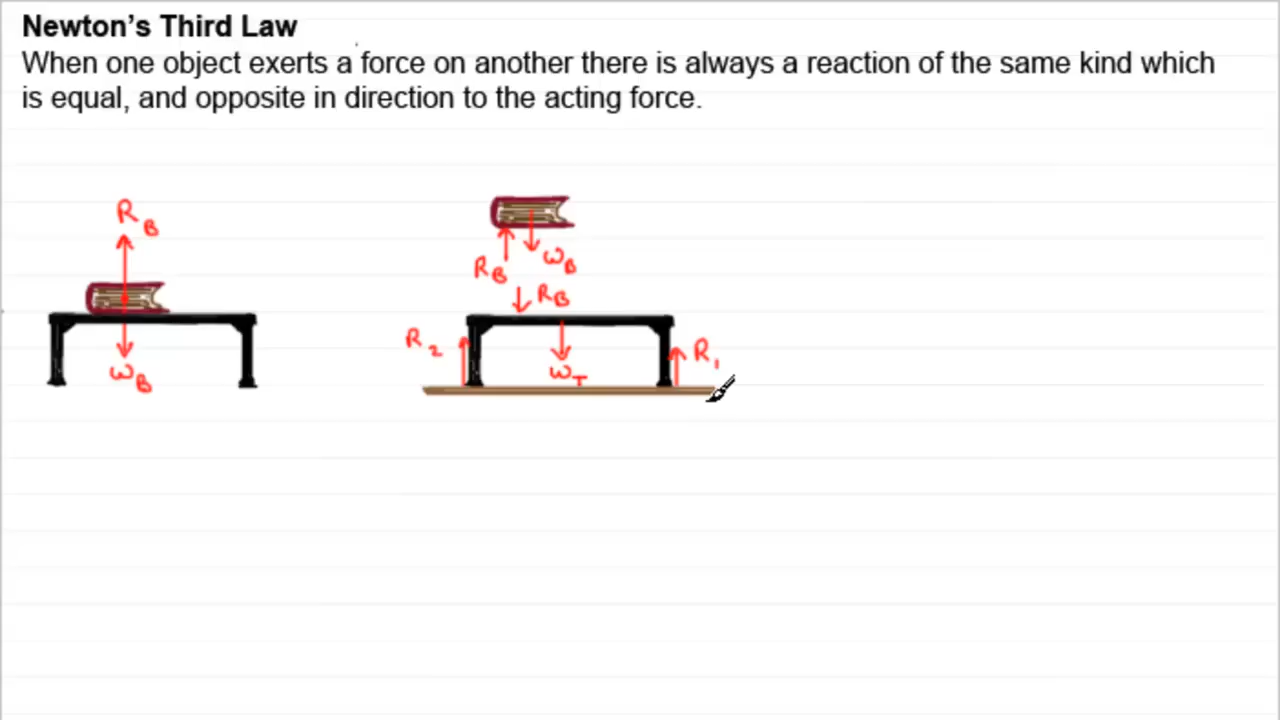 Newton's Third Law
When one object exerts a force on another there is always a reaction of the same kind which
is equal, and opposite in direction to the acting force.
R_B
W_B
R_B
W_B
R_B
R_2
W_T
R_1